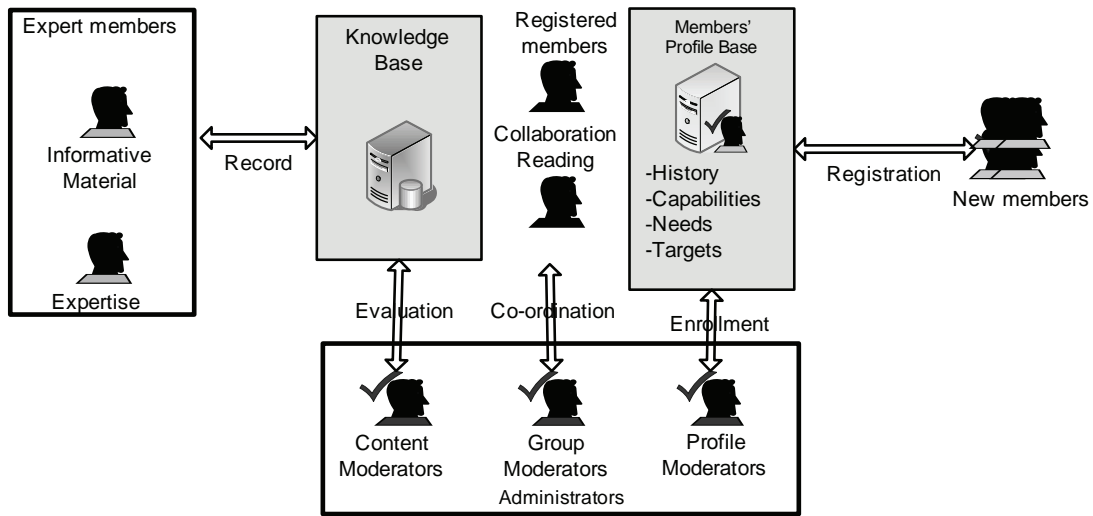 Expert members
Informative
Material
Expertise
Record
Knowledge
Base
Registered
members
Collaboration
Reading
Members'
Profile Base
-History
-Capabilities
-Needs
-Targets
Registration
New members
Evaluation
Co-ordination
Enrollment
Content
Moderators
Group
Moderators
Profile
Moderators
Administrators